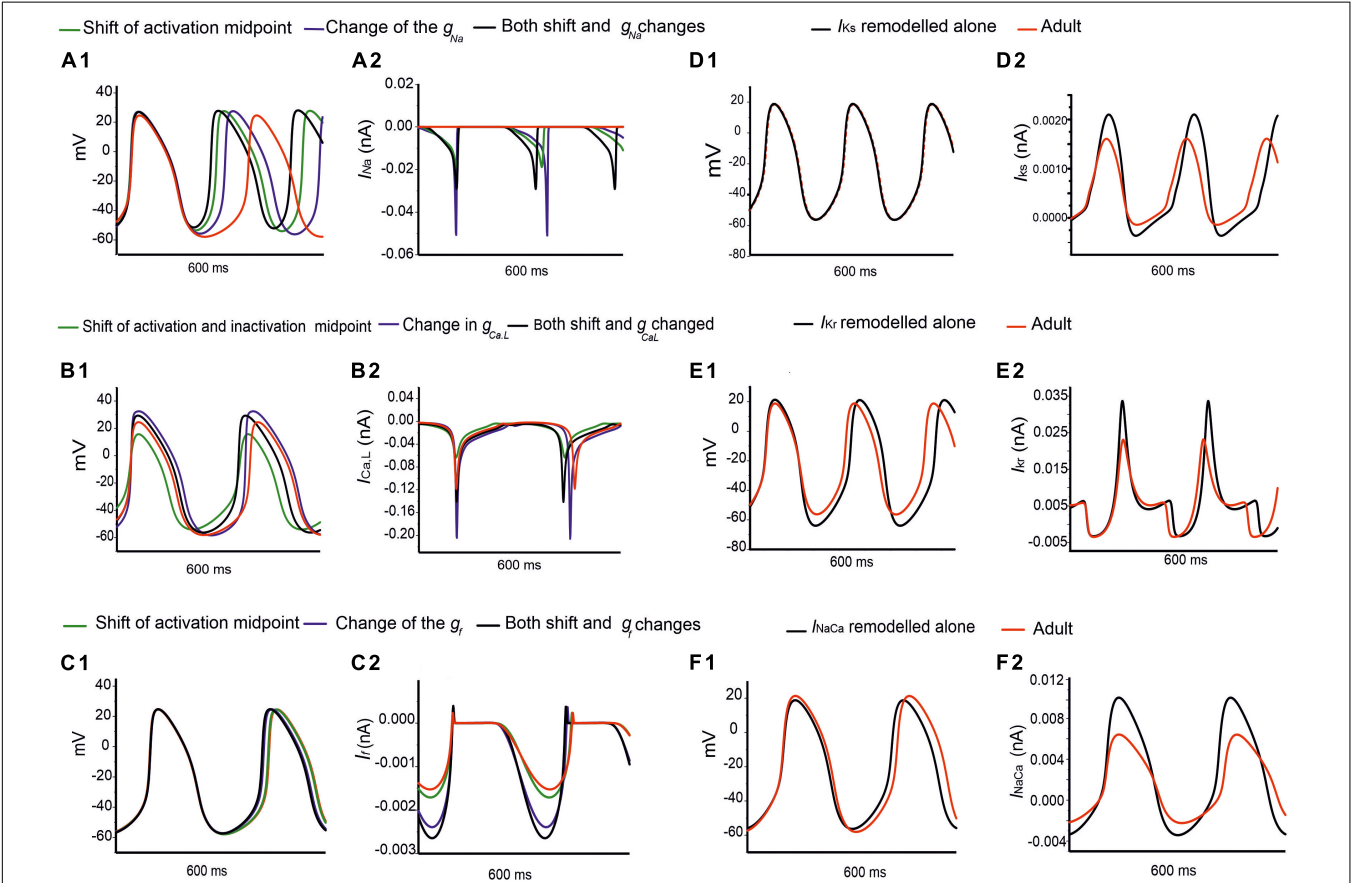 Shift of activation midpoint Change of the gNa Both shift and gNa changes IKs remodelled alone Adult
A1 A2 D1 D2
40
20
0
-20
-40
-60
mV
600 ms
0.02
0.00
-0.02
-0.04
-0.06
INa (nA)
600 ms
20
0
-20
-40
-60
-80
mV
600 ms
0.0020
0.0010
0.0000
IKs (nA)
600 ms
Shift of activation and inactivation midpoint Change in gCa.L Both shift and gCaL changed IKr remodelled alone Adult
B1 B2 E1 E2
40
20
0
-20
-40
-60
mV
600 ms
0.04
0.00
-0.04
-0.08
-0.12
-0.16
-0.20
ICa,L (nA)
600 ms
20
0
-20
-40
-60
-80
mV
600 ms
0.035
0.025
0.015
0.005
-0.005
Ikr (nA)
600 ms
Shift of activation midpoint Change of the gf Both shift and gf changes INaCa remodelled alone Adult
C1 C2 F1 F2
40
20
0
-20
-40
-60
mV
600 ms
0.000
-0.001
-0.002
-0.003
If (nA)
600 ms
20
0
-20
-40
-60
mV
600 ms
0.012
0.008
0.004
0.000
-0.004
INaCa (nA)
600 ms